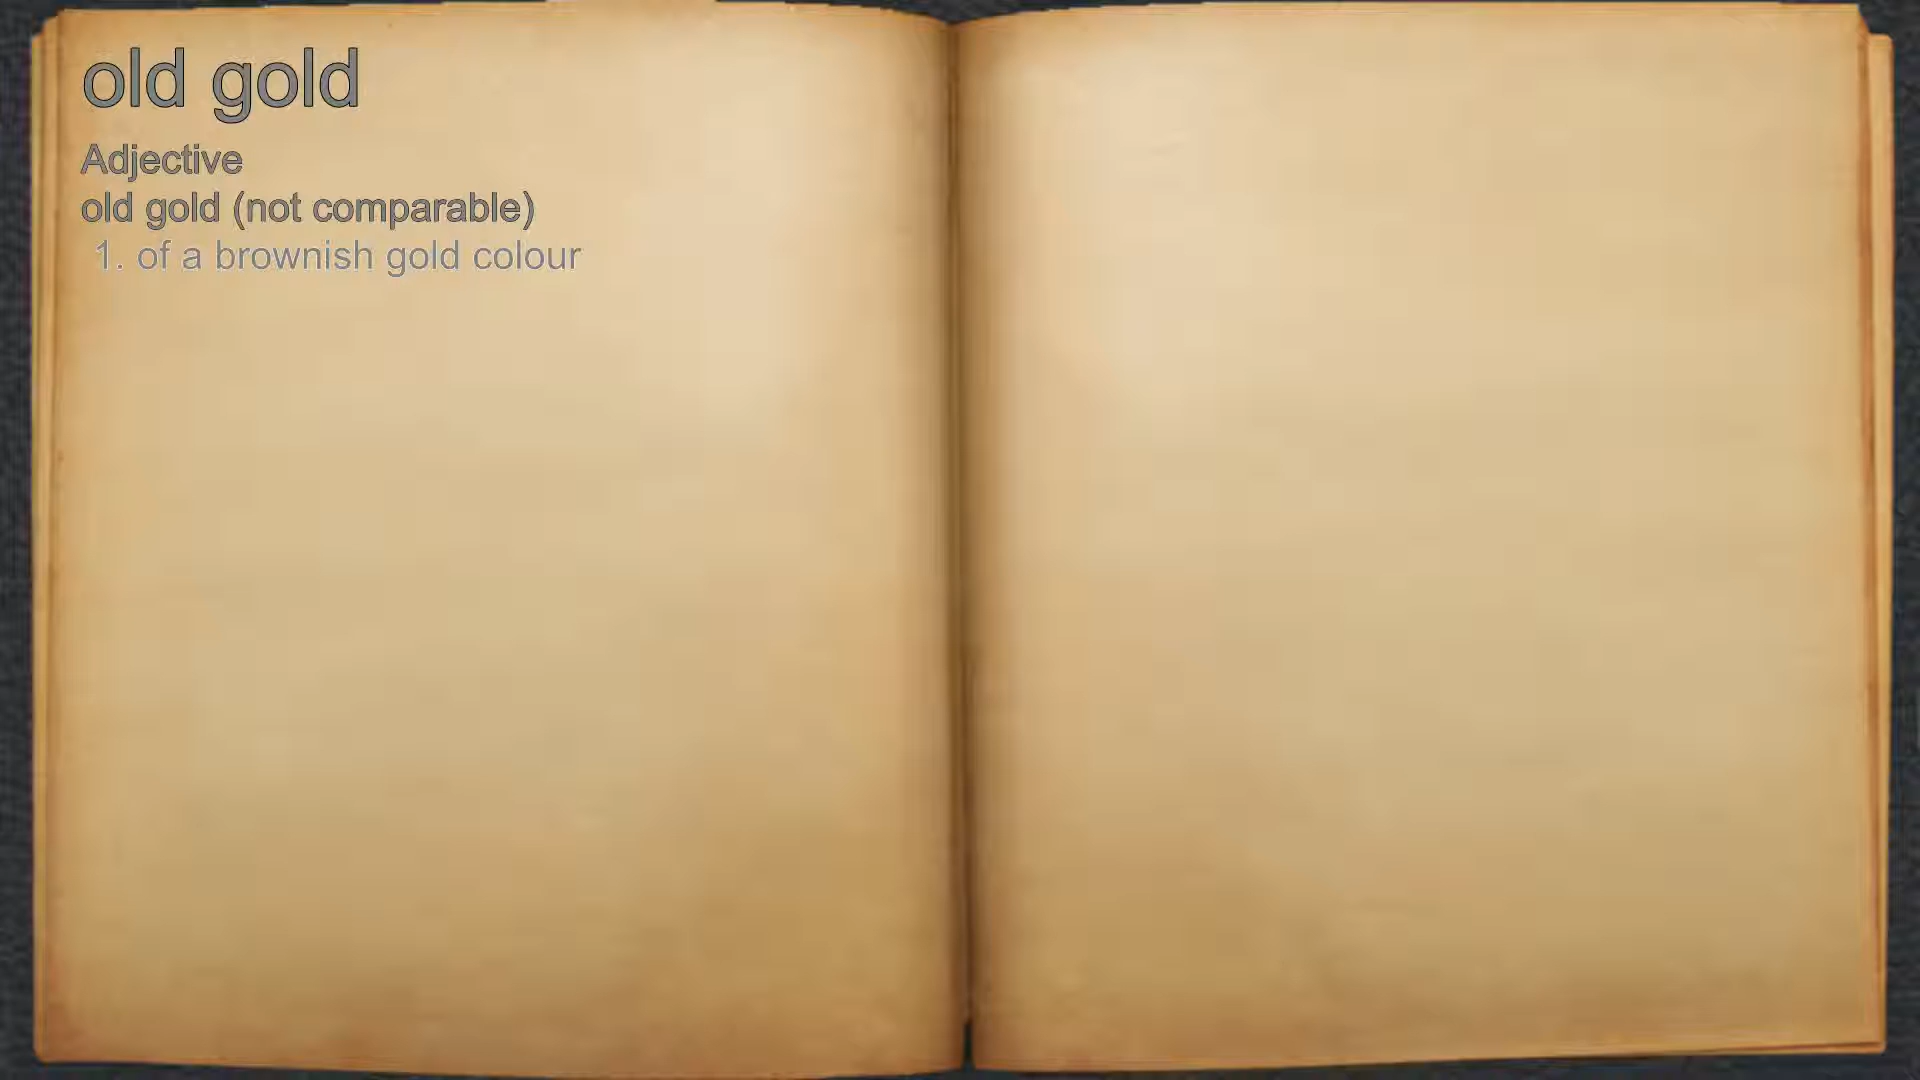 old gold
Adjective
old gold (not comparable)
1. of a brownish gold colour